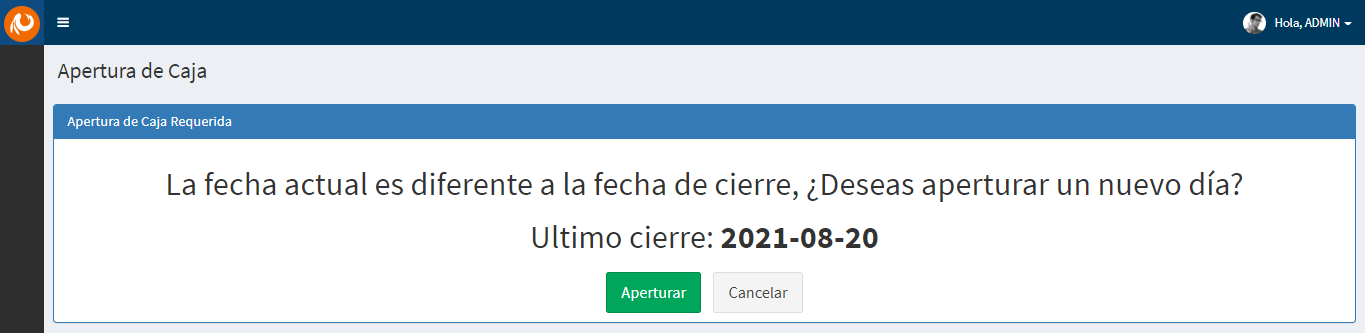 Hola, ADMIN
Apertura de Caja
Apertura de Caja Requerida
La fecha actual es diferente a la fecha de cierre, ¿Deseas aperturar un nuevo día?
Ultimo cierre: 2021-08-20
Aperturar
Cancelar